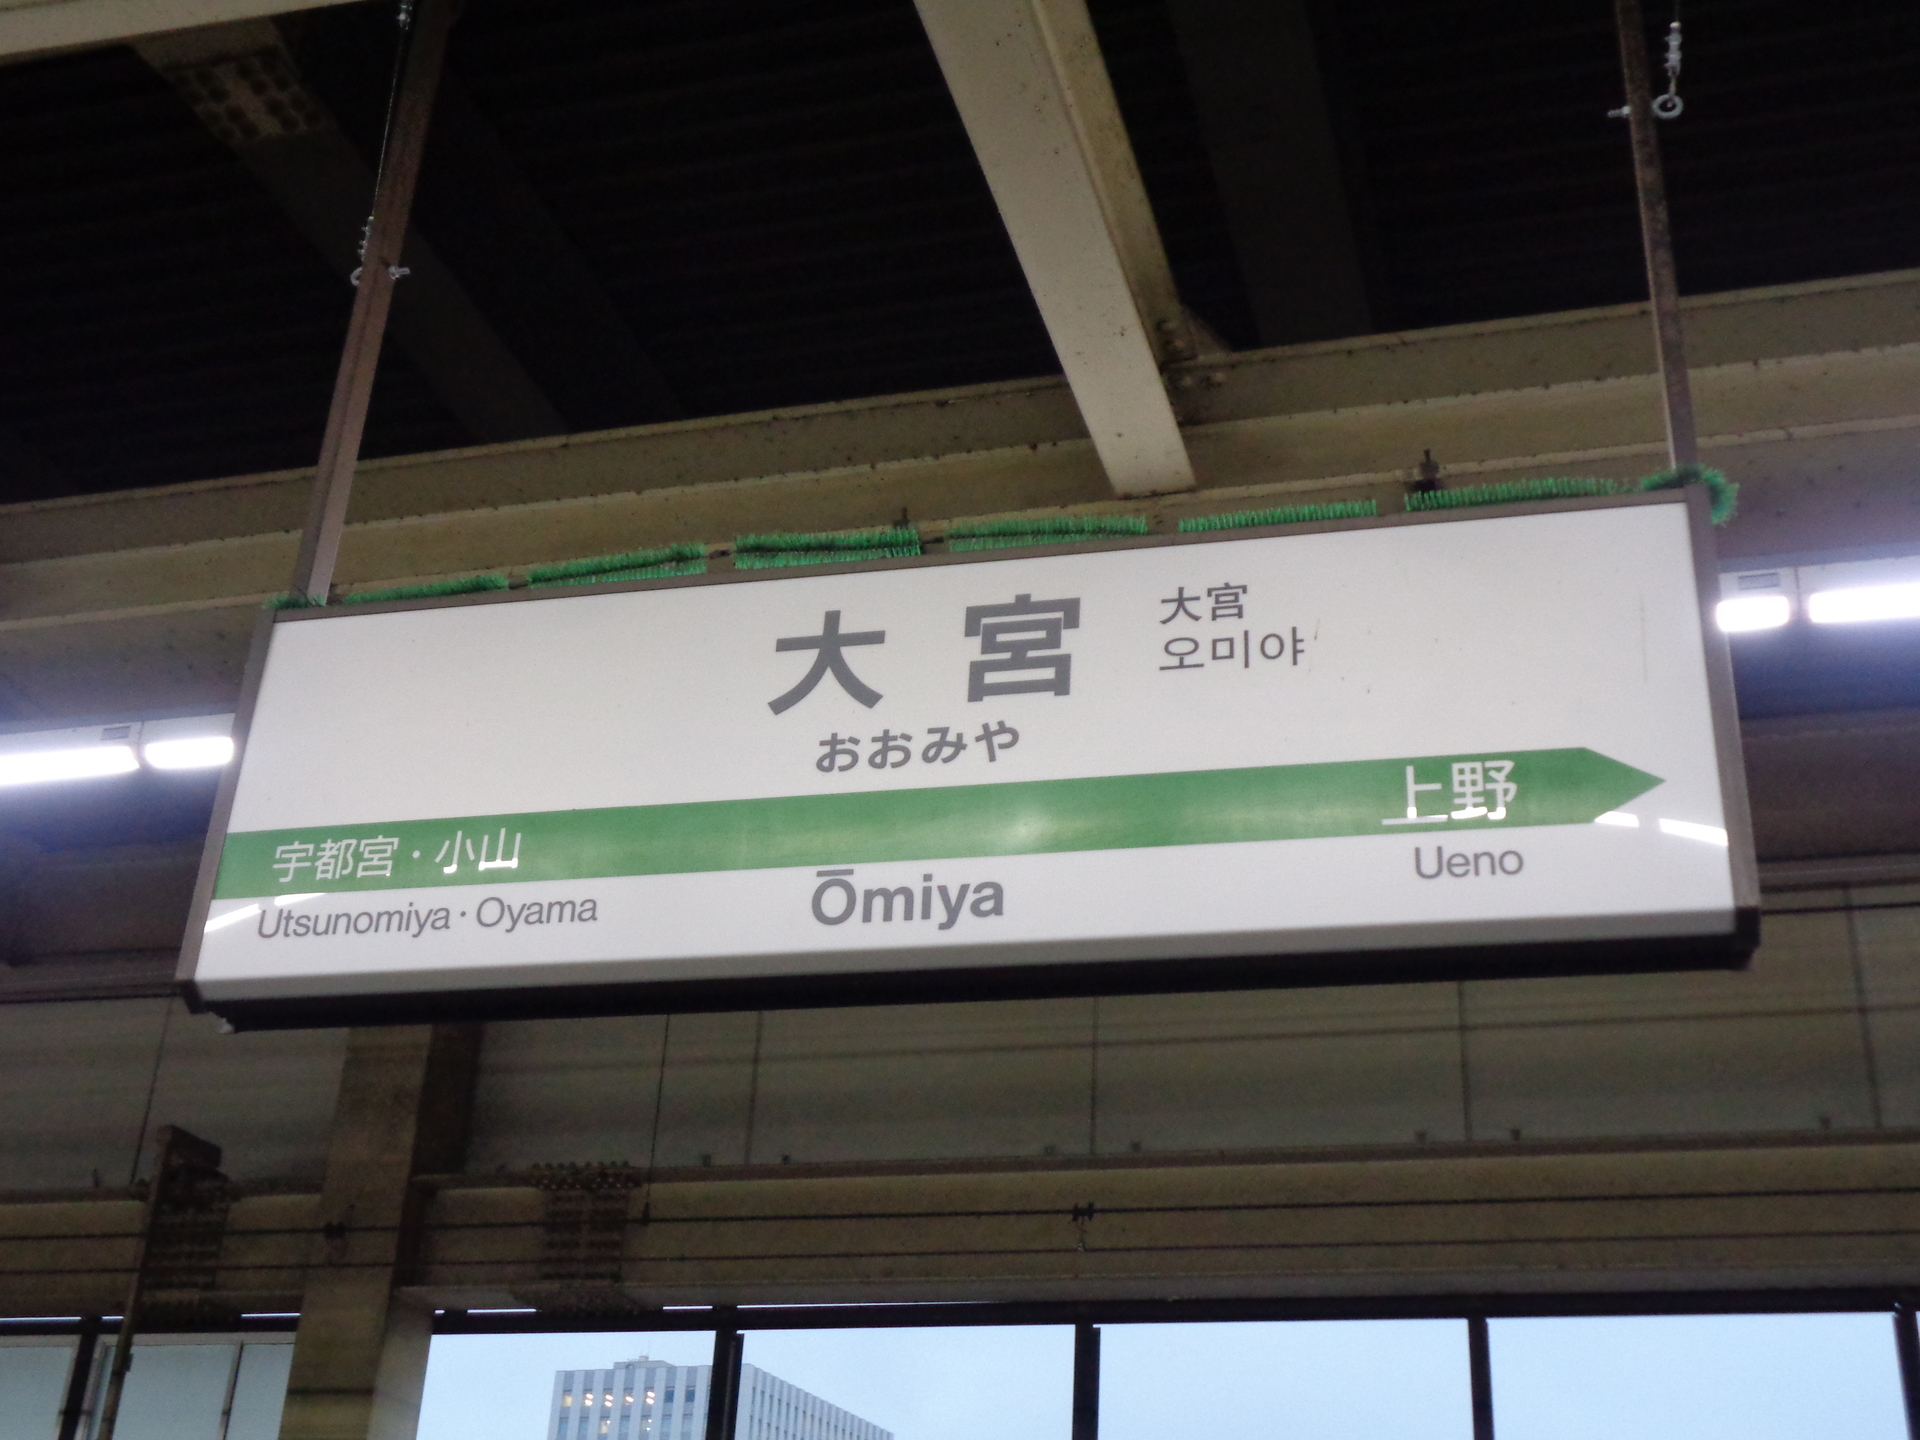 大宮
大宫
오미야
おおみや
上野
宇都宮・小山
Ueno
Ōmiya
Utsunomiya・Oyama